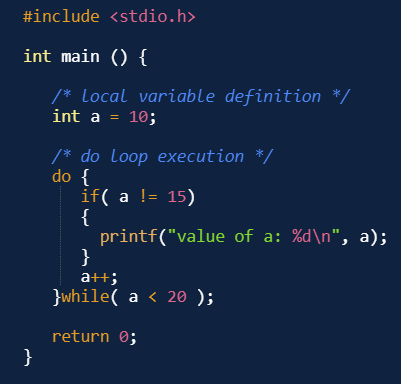 #include <stdio.h>

int main () {

   /* local variable definition */
   int a = 10;

   /* do loop execution */
   do {
      if( a != 15)
      {
        printf("value of a: %d\n", a);
      }
      a++;
   }while( a < 20 );

   return 0;
}